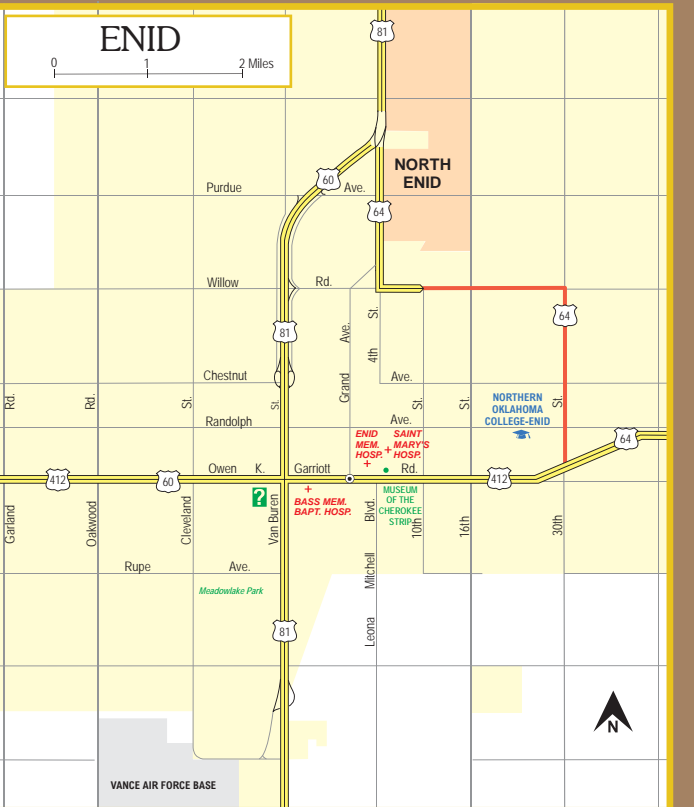 ENID
0 1 2 Miles
81
NORTH
ENID
60
Purdue Ave.
64
Willow Rd.
64
81
Grand Ave.
4th St.
Chestnut Ave.
Rd.
Rd.
St.
St.
St.
St.
St.
NORTHERN
OKLAHOMA
COLLEGE-ENID
Randolph Ave.
ENID
MEM.
HOSP.
SAINT
MARY'S
HOSP.
64
Owen K. Garriott Rd.
412
60
412
?
BASS MEM.
BAPT. HOSP.
MUSEUM
OF THE
CHEROKEE
STRIP
Garland
Oakwood
Cleveland
Van Buren
Leona Mitchell Blvd.
10th
16th
30th
Rupe Ave.
Meadowlake Park
81
N
VANCE AIR FORCE BASE